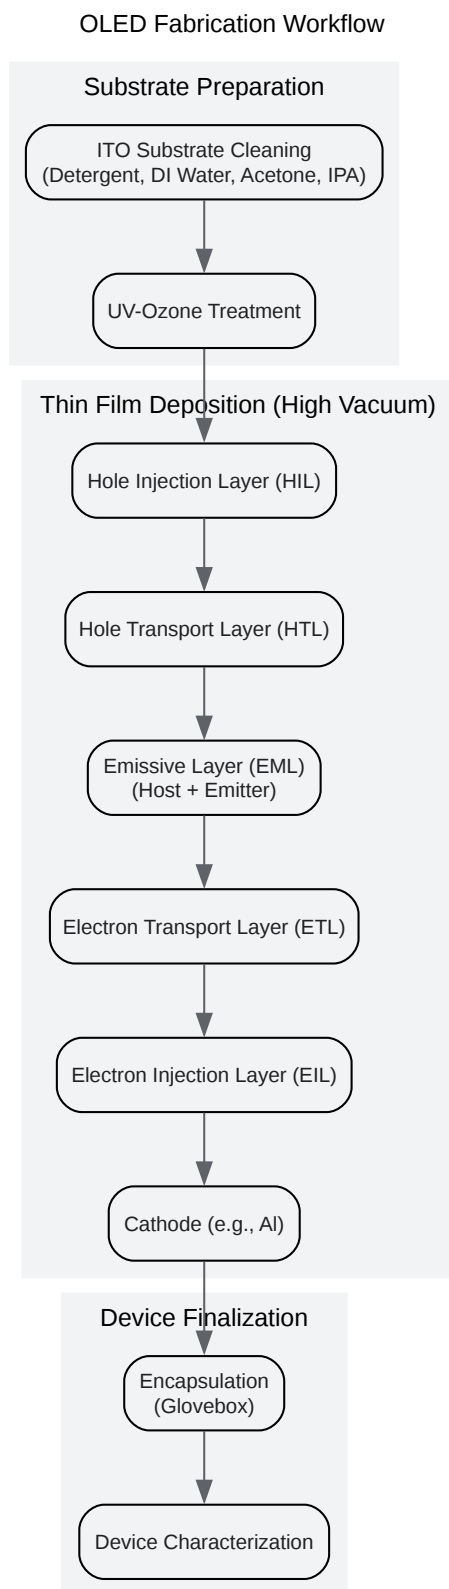 OLED Fabrication Workflow
Substrate Preparation
ITO Substrate Cleaning
(Detergent, DI Water, Acetone, IPA)
UV-Ozone Treatment
Thin Film Deposition (High Vacuum)
Hole Injection Layer (HIL)
Hole Transport Layer (HTL)
Emissive Layer (EML)
(Host + Emitter)
Electron Transport Layer (ETL)
Electron Injection Layer (EIL)
Cathode (e.g., Al)
Device Finalization
Encapsulation
(Glovebox)
Device Characterization